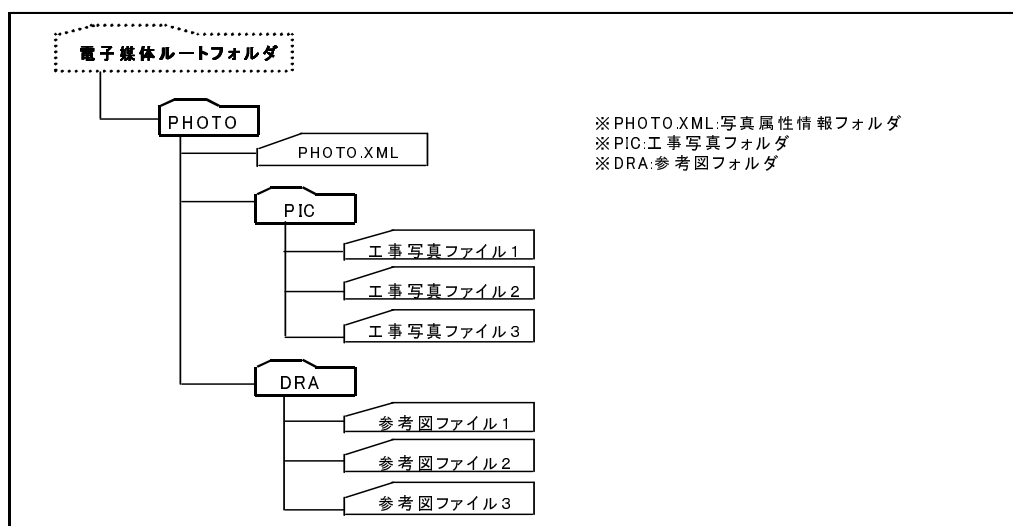 電子媒体ルートフォルダ
PHOTO
PHOTO.XML
PIC
工事写真ファイル1
工事写真ファイル2
工事写真ファイル3
DRA
参考図ファイル1
参考図ファイル2
参考図ファイル3
※PHOTO.XML:写真属性情報フォルダ
※PIC:工事写真フォルダ
※DRA:参考図フォルダ